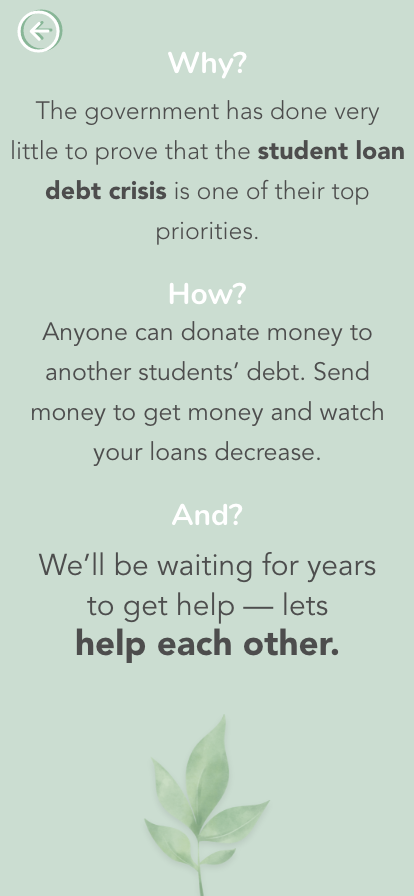 Why?
The government has done very
little to prove that the student loan
debt crisis is one of their top
priorities.
How?
Anyone can donate money to
another students’ debt. Send
money to get money and watch
your loans decrease.
And?
We’ll be waiting for years
to get help — lets
help each other.